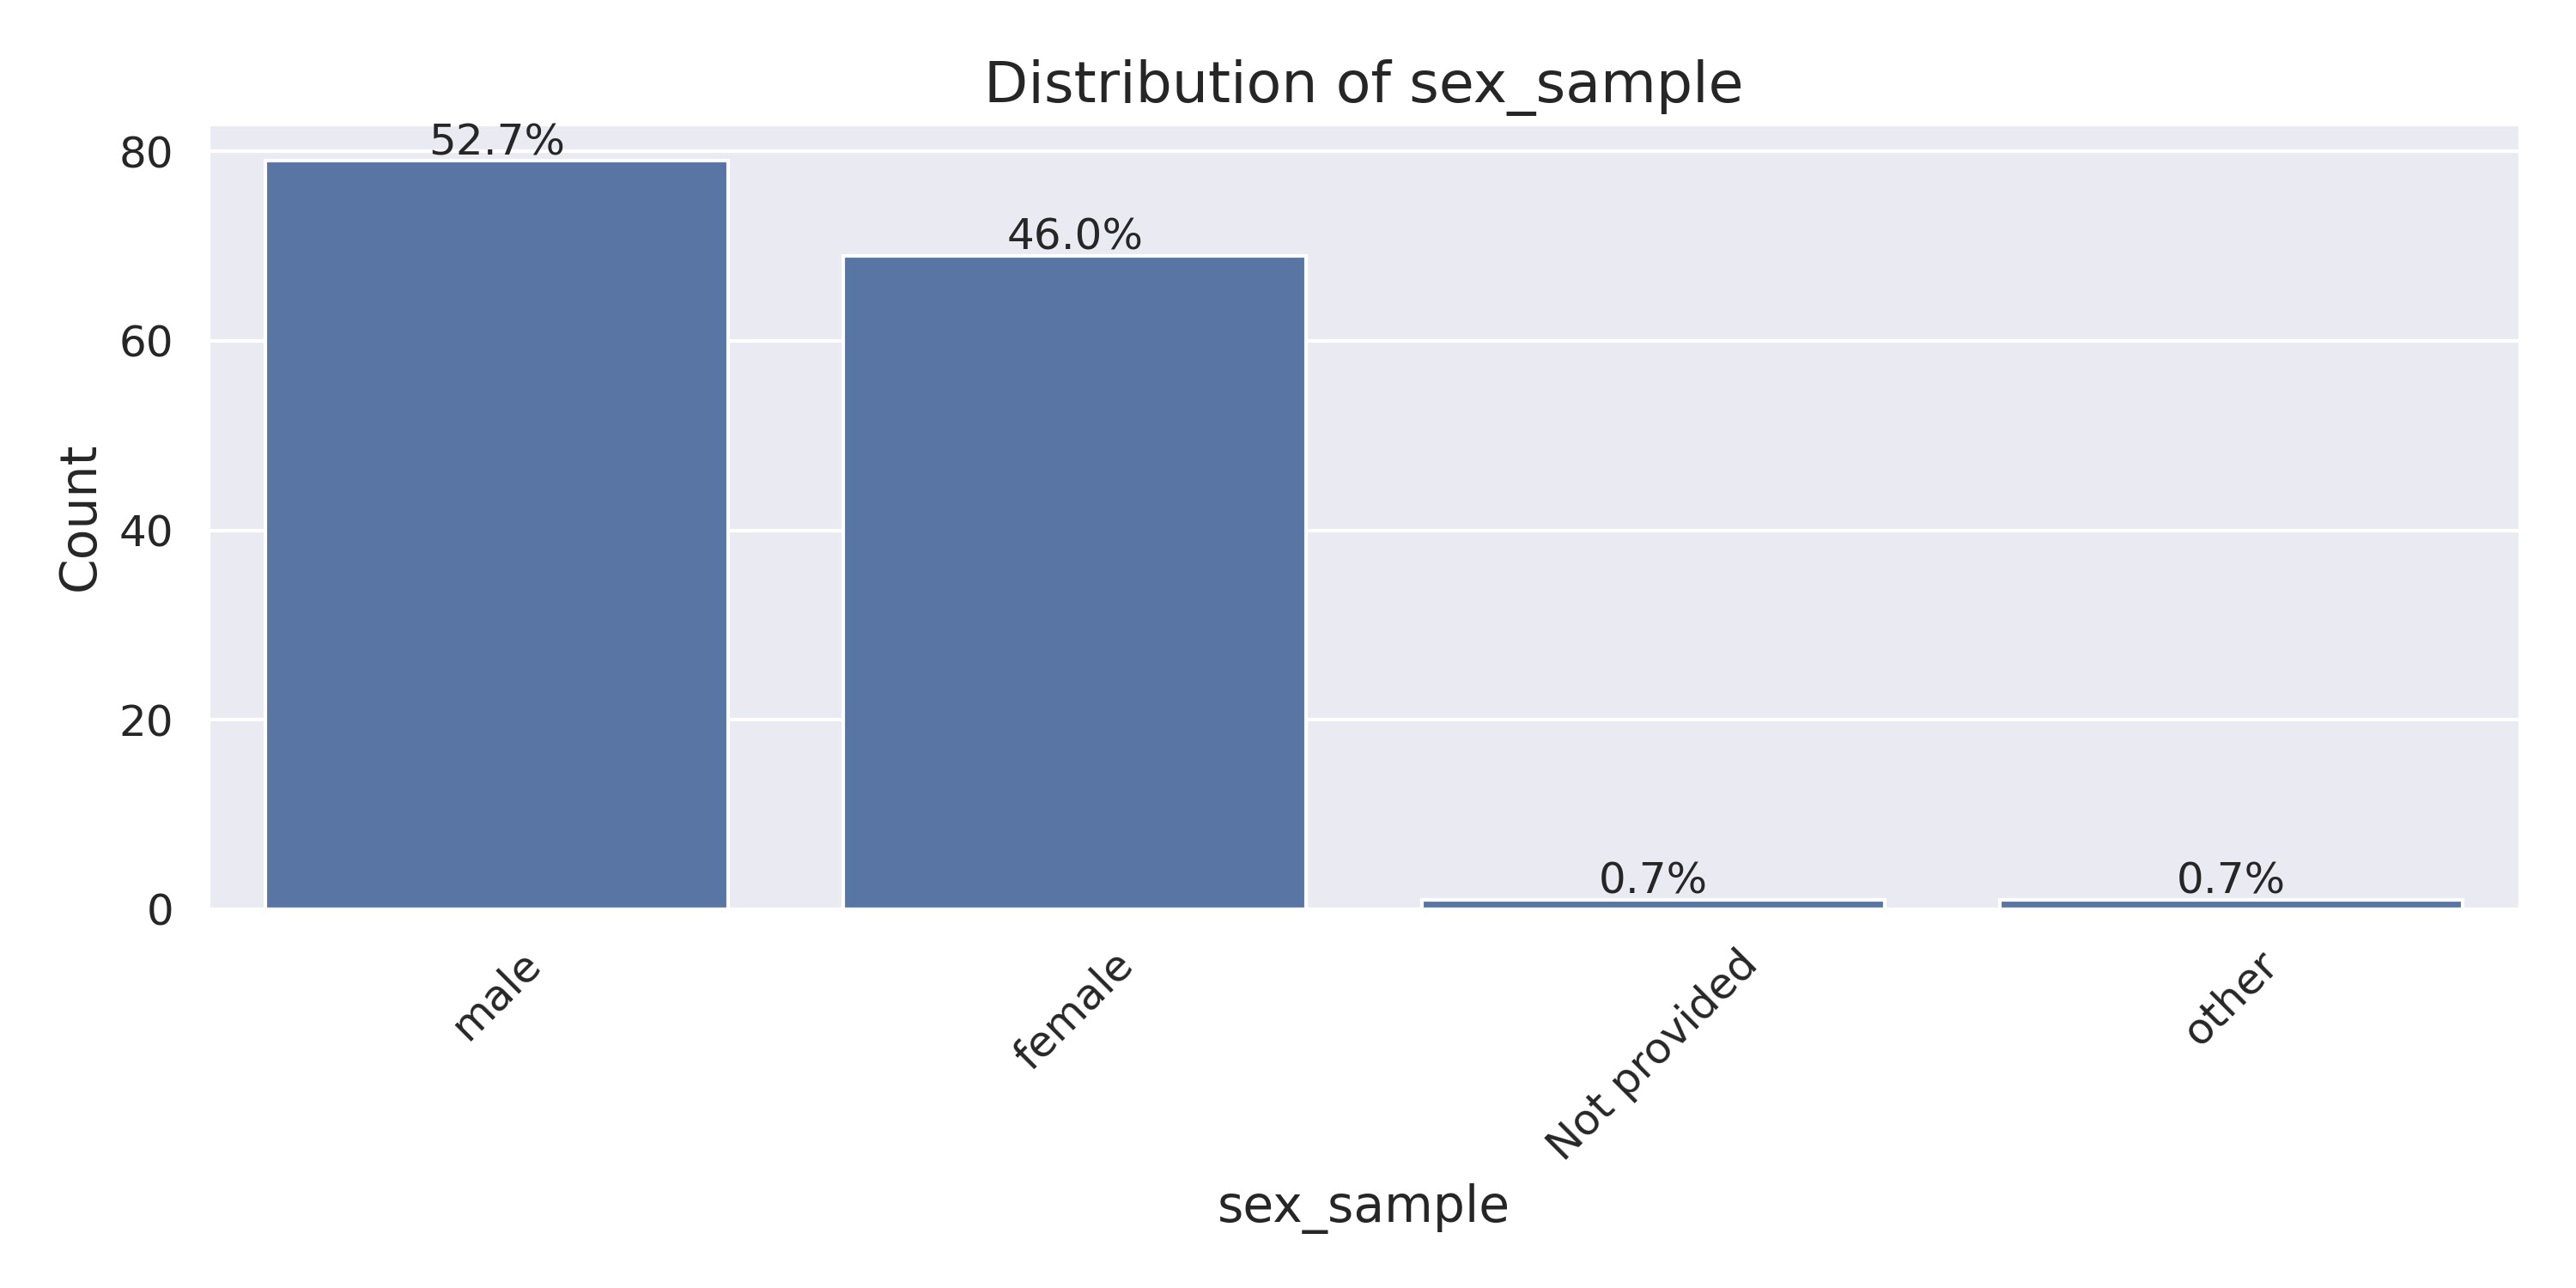 Distribution of sex_sample
52.7%
46.0%
0.7%
0.7%
80
60
40
20
0
Count
male
female
Not provided
other
sex_sample